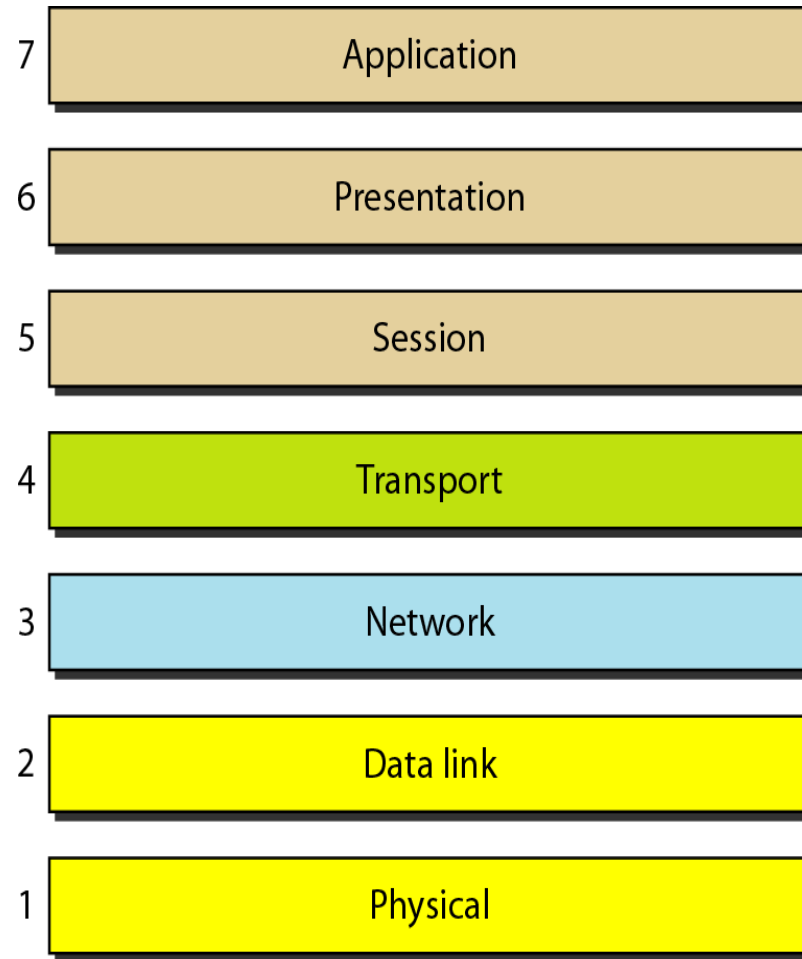 7 Application
6 Presentation
5 Session
4 Transport
3 Network
2 Data link
1 Physical